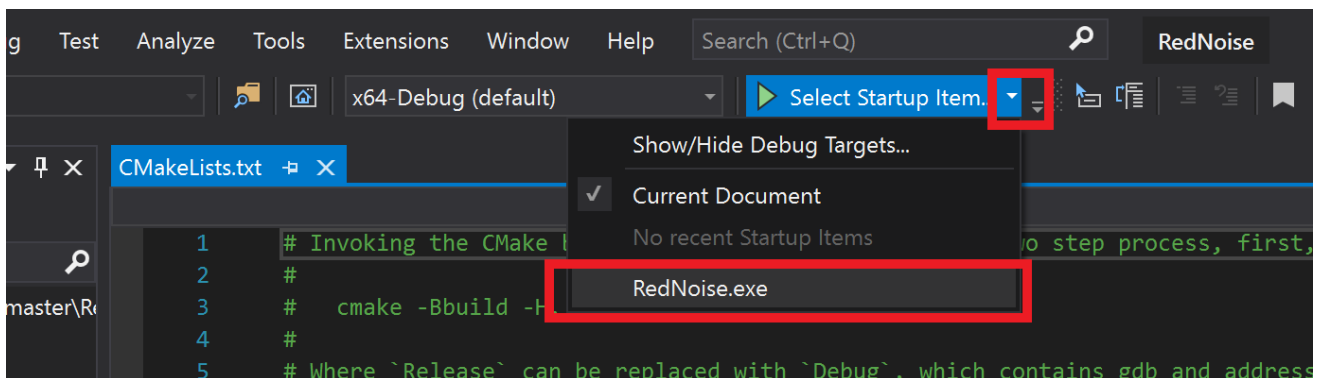 g Test Analyze Tools Extensions Window Help Search (Ctrl+Q) RedNoise
x64-Debug (default) Select Startup Item...
Show/Hide Debug Targets...
CMakeLists.txt
Current Document
1 # Invoking the CMake No recent Startup Items wo step process, first,
2 #
RedNoise.exe
master\Re 3 # cmake -Bbuild -H.
4 #
5 # Where `Release` can be replaced with `Debug`, which contains gdb and address